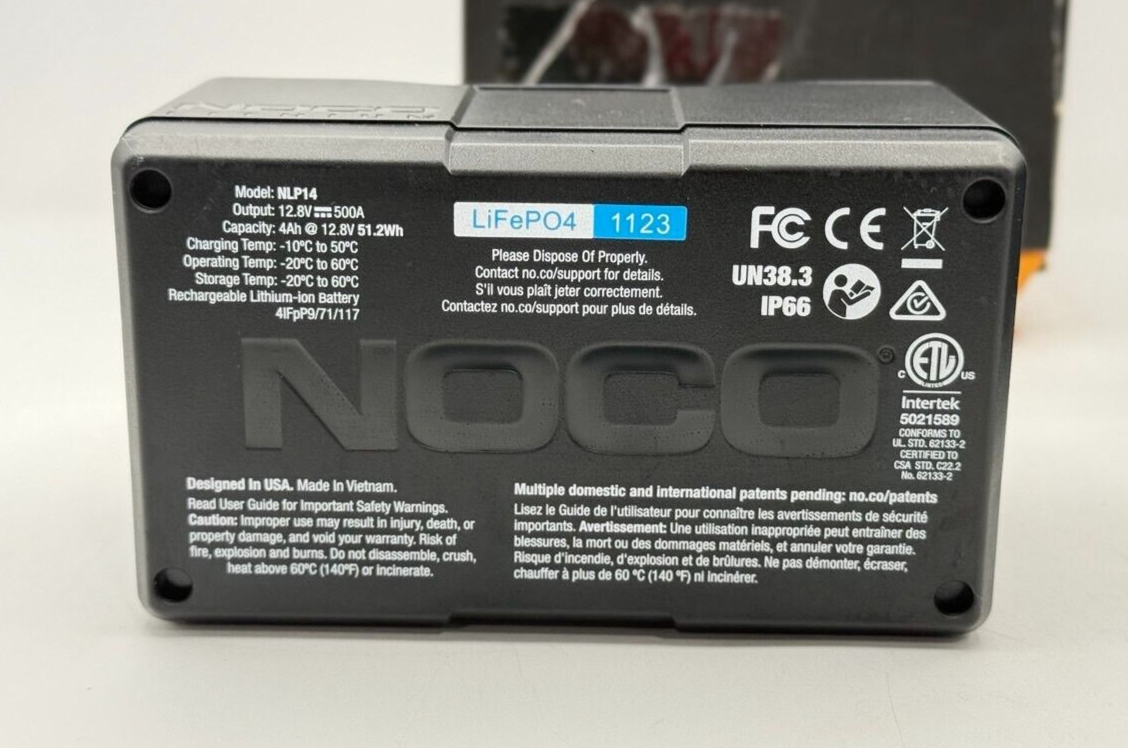 NOCO
Model: NLP14
Output: 12.8V⎓500A
Capacity: 4Ah @ 12.8V 51.2Wh
Charging Temp: -10°C to 50°C
Operating Temp: -20°C to 60°C
Storage Temp: -20°C to 60°C
Rechargeable Lithium-ion Battery
4IFpP9/71/117
LiFePO4 1123
Please Dispose Of Properly.
Contact no.co/support for details.
S'il vous plaît jeter correctement.
Contactez no.co/support pour plus de détails.
FC CE
UN38.3
IP66
NOCO®
C ETL US
LISTED
Intertek
5021589
CONFORMS TO
UL. STD. 62133-2
CERTIFIED TO
CSA STD. C22.2
No. 62133-2
Designed In USA. Made In Vietnam.
Read User Guide for Important Safety Warnings.
Caution: Improper use may result in injury, death, or
property damage, and void your warranty. Risk of
fire, explosion and burns. Do not disassemble, crush,
heat above 60°C (140°F) or incinerate.
Multiple domestic and international patents pending: no.co/patents
Lisez le Guide de l'utilisateur pour connaître les avertissements de sécurité
importants. Avertissement: Une utilisation inappropriée peut entraîner des
blessures, la mort ou des dommages matériels, et annuler votre garantie.
Risque d'incendie, d'explosion et de brûlures. Ne pas démonter, écraser,
chauffer à plus de 60 °C (140 °F) ni incinérer.